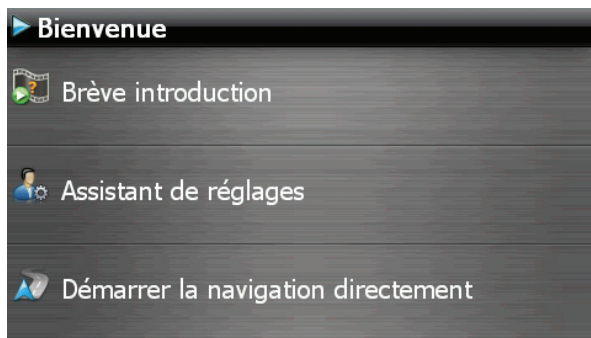 Bienvenue
Brève introduction
Assistant de réglages
Démarrer la navigation directement